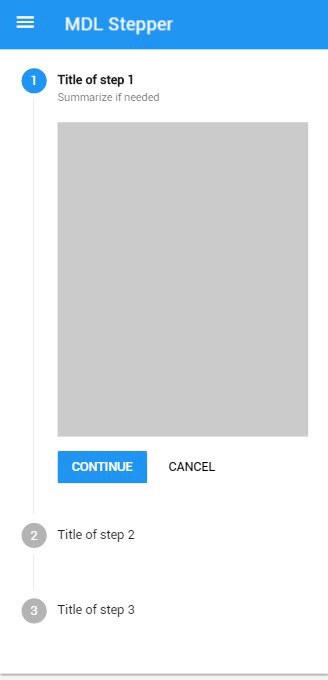 MDL Stepper
1 Title of step 1
Summarize if needed
CONTINUE CANCEL
2 Title of step 2
3 Title of step 3